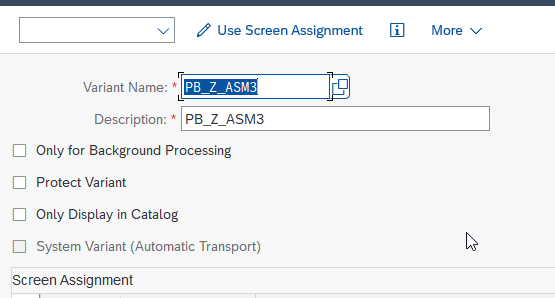 Use Screen Assignment More
Variant Name: * PB_Z_ASM3
Description: * PB_Z_ASM3
Only for Background Processing
Protect Variant
Only Display in Catalog
System Variant (Automatic Transport)
Screen Assignment